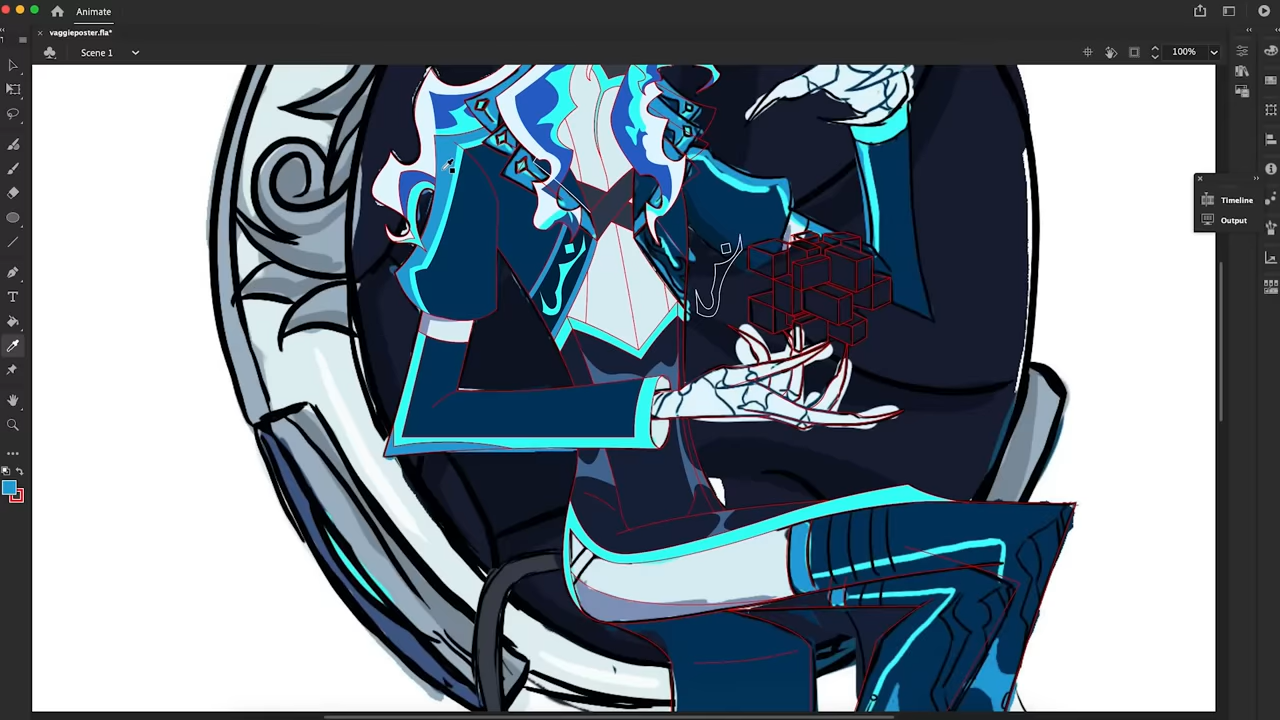 Animate
vaggieposter.fla*
Scene 1
100%
Timeline
Output